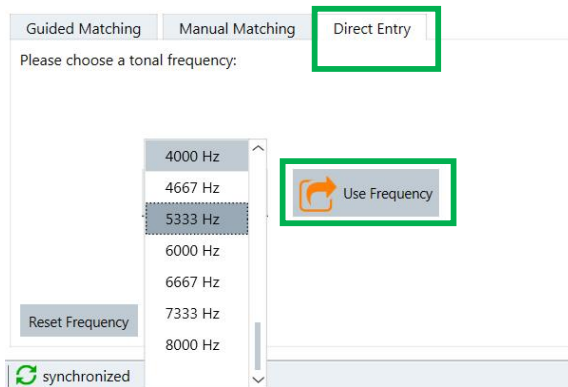 Guided Matching Manual Matching Direct Entry
Please choose a tonal frequency:
4000 Hz
4667 Hz
5333 Hz
6000 Hz
6667 Hz
7333 Hz
8000 Hz
Use Frequency
Reset Frequency
synchronized